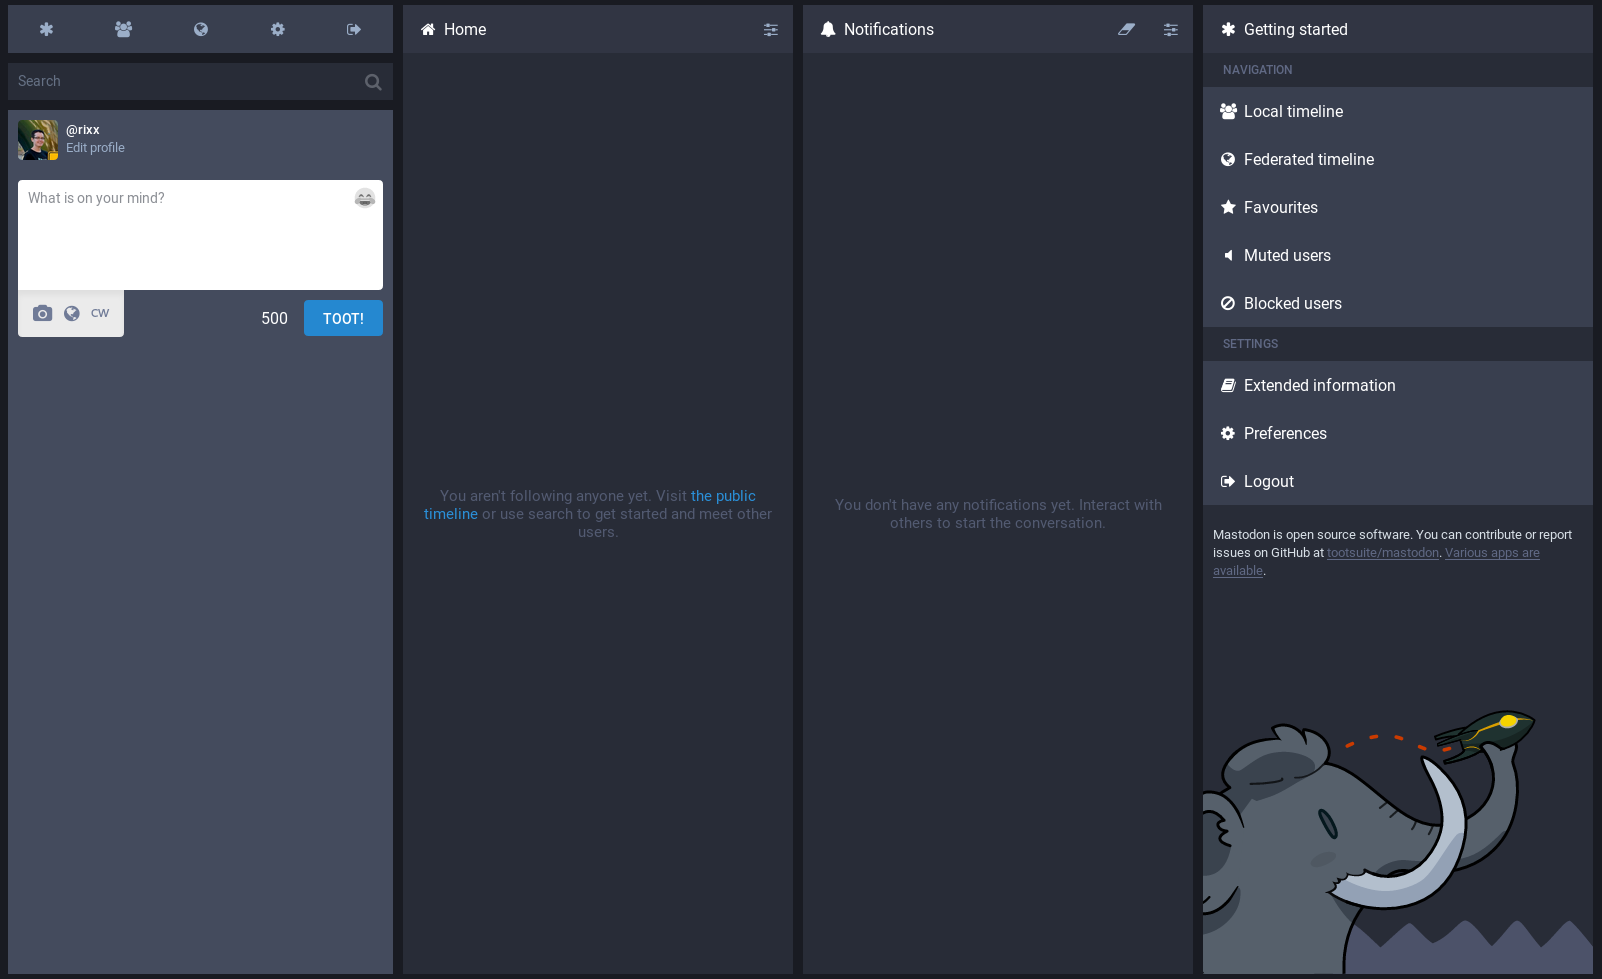 Search
@rixx
Edit profile
What is on your mind?
CW
500
TOOT!
Home
You aren't following anyone yet. Visit the public
timeline or use search to get started and meet other
users.
Notifications
You don't have any notifications yet. Interact with
others to start the conversation.
Getting started
NAVIGATION
Local timeline
Federated timeline
Favourites
Muted users
Blocked users
SETTINGS
Extended information
Preferences
Logout
Mastodon is open source software. You can contribute or report
issues on GitHub at tootsuite/mastodon. Various apps are
available.